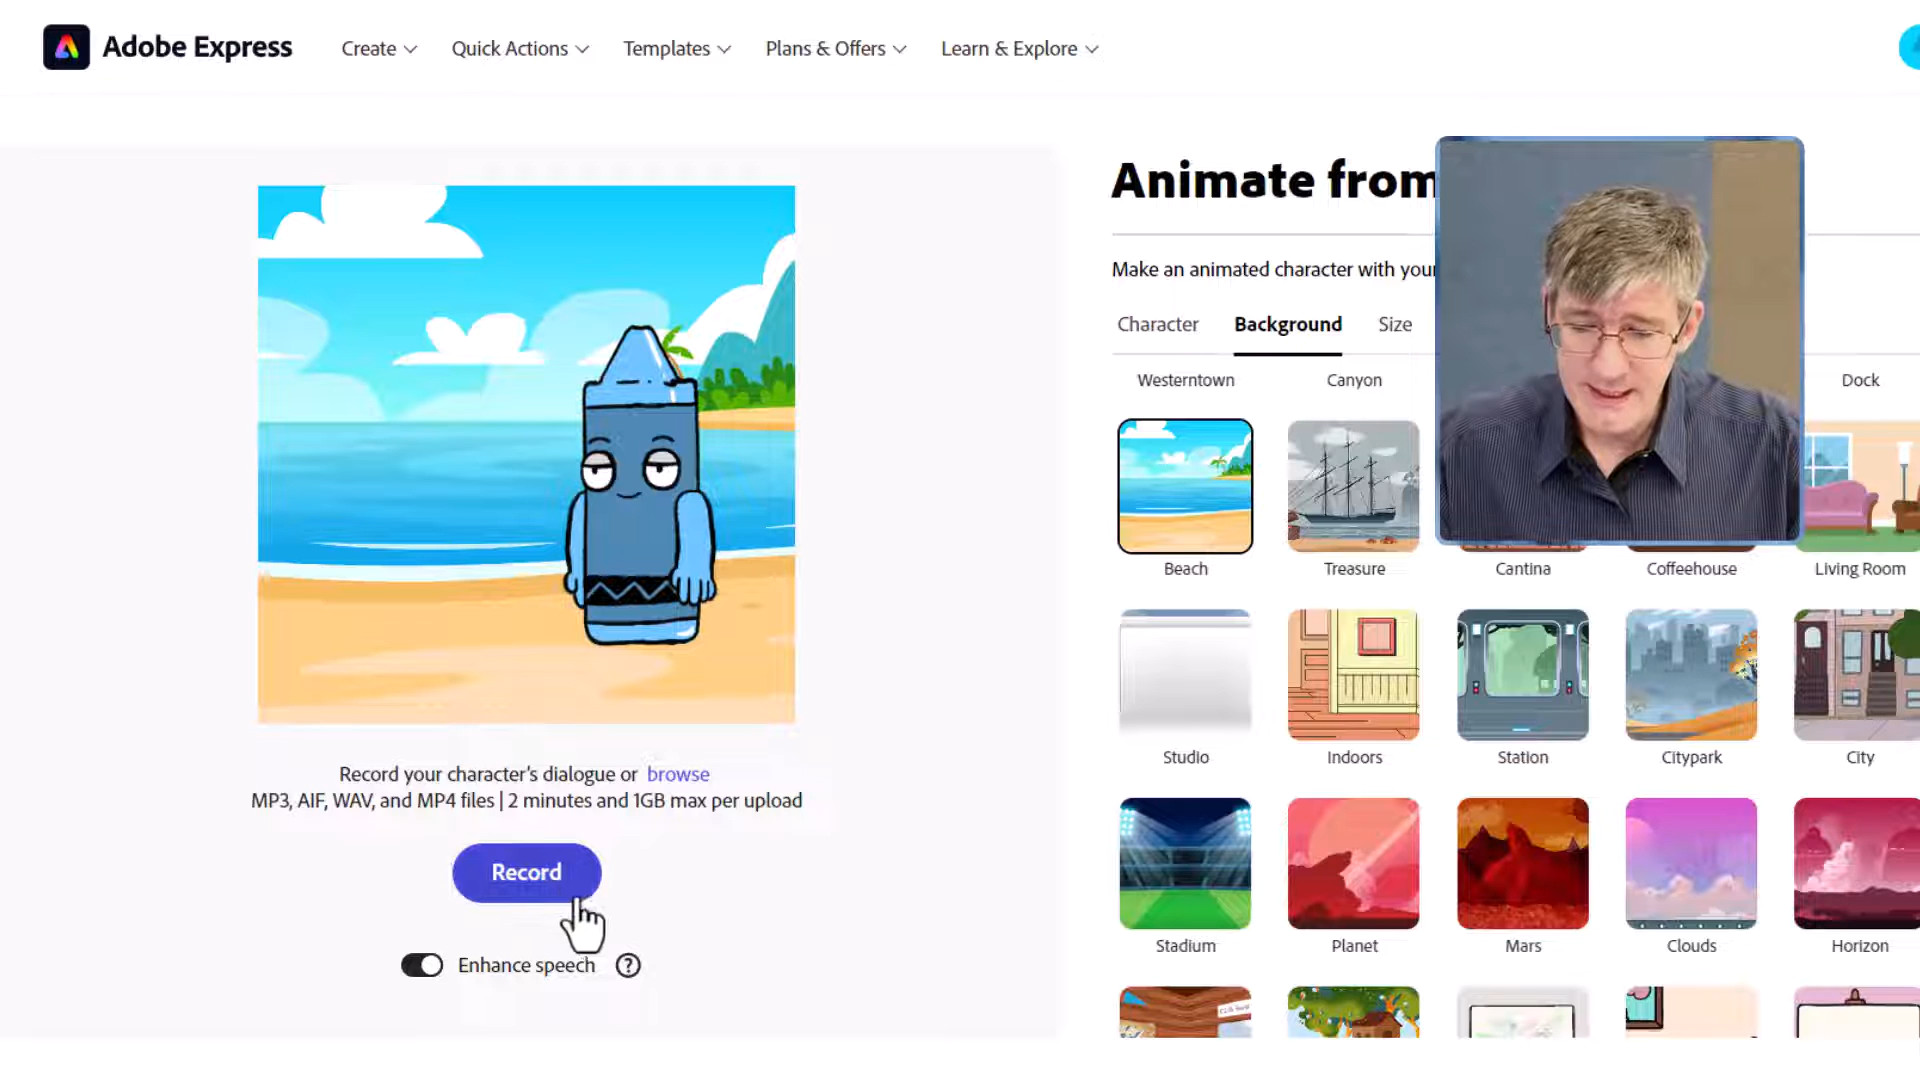 Adobe Express
Create
Quick Actions
Templates
Plans & Offers
Learn & Explore
Animate from
Make an animated character with your
Character
Background
Size
Westerntown
Canyon
Dock
Beach
Treasure
Cantina
Coffeehouse
Living Room
Studio
Indoors
Station
Citypark
City
Stadium
Planet
Mars
Clouds
Horizon
Record your character's dialogue or browse
MP3, AIF, WAV, and MP4 files | 2 minutes and 1GB max per upload
Record
Enhance speech ?